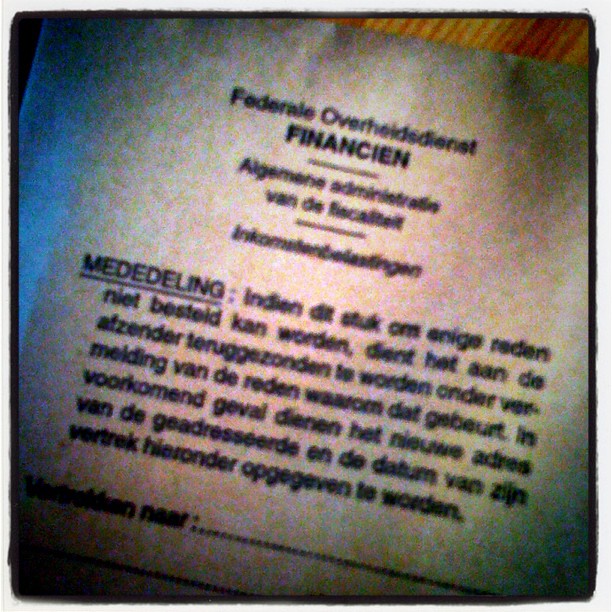 Federale Overheidsdienst
FINANCIEN
Algemene administratie
van de fiscaliteit
Inkomstenbelastingen
MEDEDELING : Indien dit stuk om enige reden
niet besteld kan worden, dient het aan de
afzender teruggezonden te worden onder ver-
melding van de reden waarom dat gebeurt. In
voorkomend geval dienen het nieuwe adres
van de geadresseerde en de datum van zijn
vertrek hieronder opgegeven te worden.
Vertrokken naar :